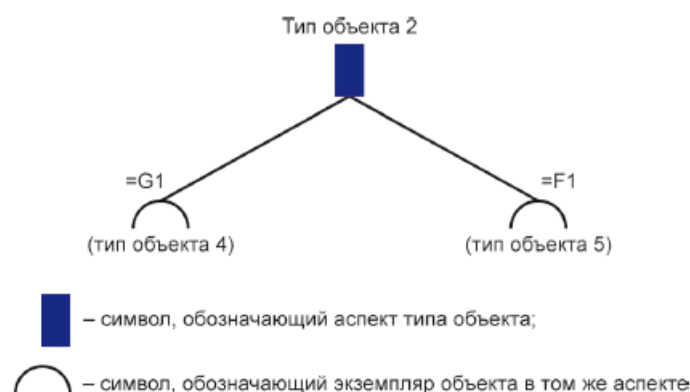 Тип объекта 2
=G1
=F1
(тип объекта 4)
(тип объекта 5)
– символ, обозначающий аспект типа объекта;
– символ, обозначающий экземпляр объекта в том же аспекте